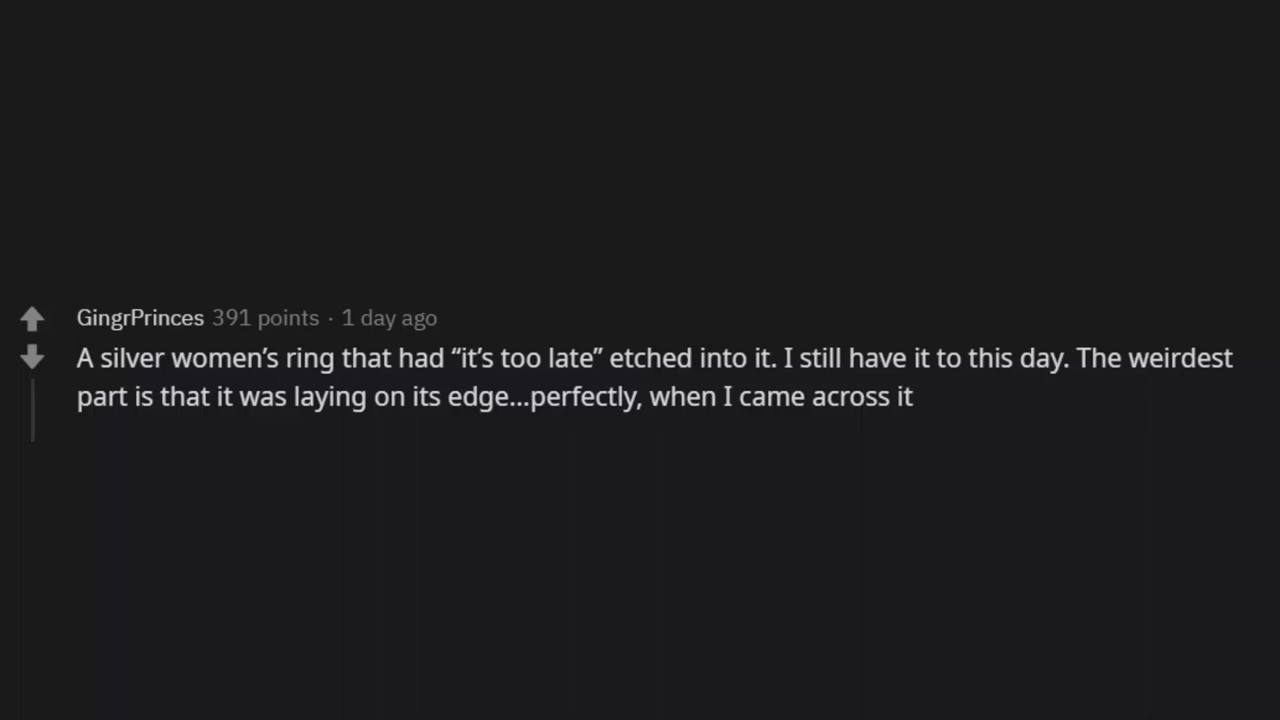 GingrPrinces 391 points · 1 day ago
A silver women’s ring that had “it’s too late” etched into it. I still have it to this day. The weirdest
part is that it was laying on its edge...perfectly, when I came across it